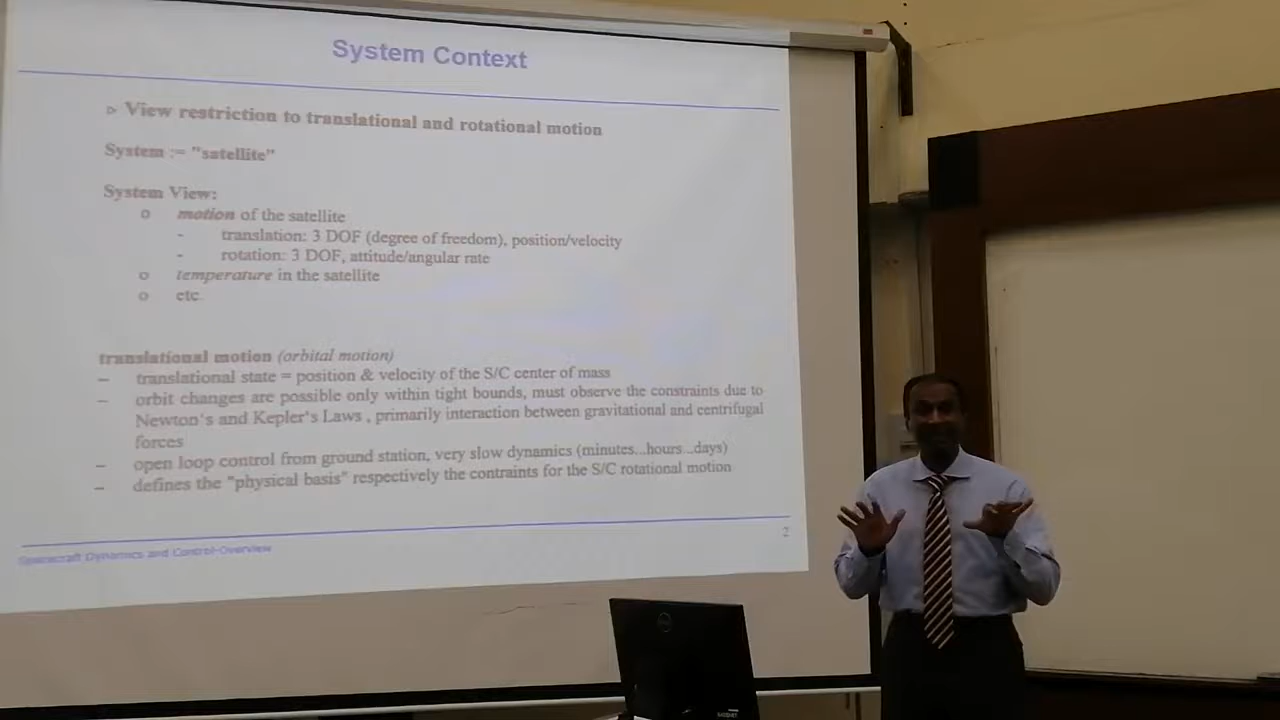 System Context
▹ View restriction to translational and rotational motion
System := "satellite"
System View:
o motion of the satellite
- translation: 3 DOF (degree of freedom), position/velocity
- rotation: 3 DOF, attitude/angular rate
o temperature in the satellite
o etc.
translational motion (orbital motion)
– translational state = position & velocity of the S/C center of mass
– orbit changes are possible only within tight bounds, must observe the constraints due to
Newton's and Kepler's Laws , primarily interaction between gravitational and centrifugal
forces
– open loop control from ground station, very slow dynamics (minutes...hours...days)
– defines the "physical basis" respectively the contraints for the S/C rotational motion
Spacecraft Dynamics and Control-Overview
2
DELL